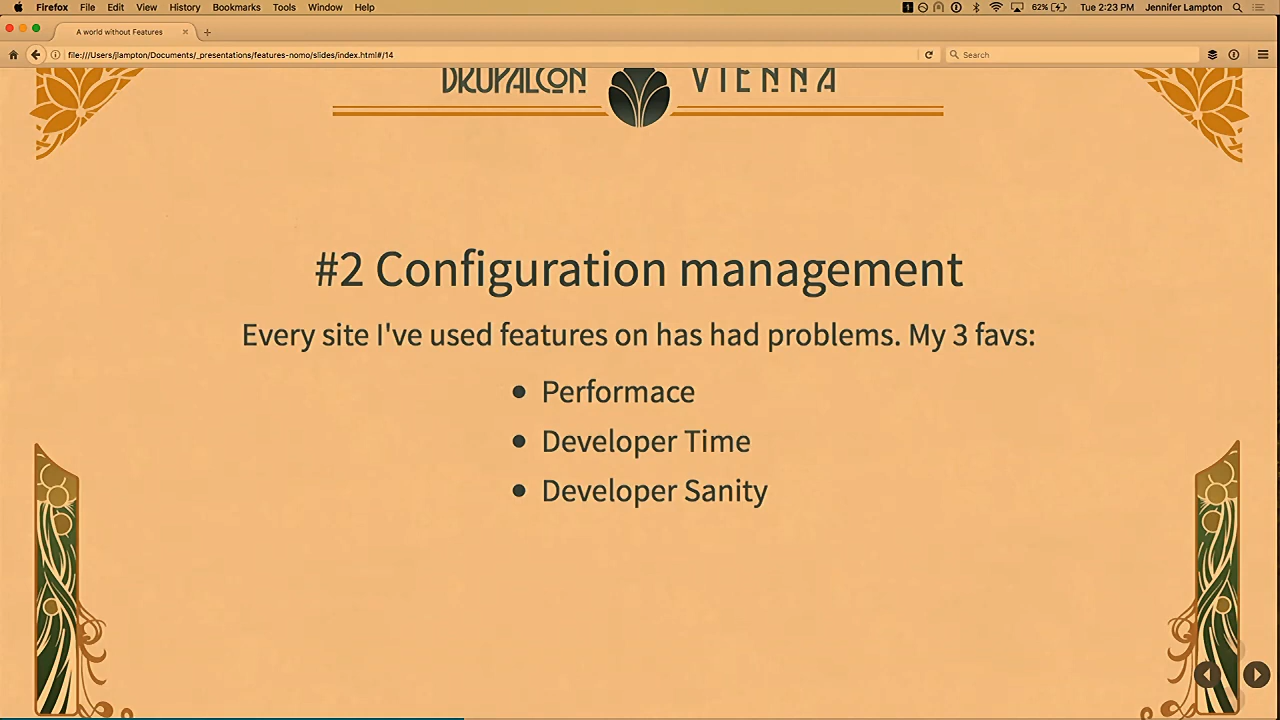 Firefox File Edit View History Bookmarks Tools Window Help 1 62% Tue 2:23 PM Jennifer Lampton
A world without Features
file:///Users/jlampton/Documents/_presentations/features-nomo/slides/index.html#/14 Search
DRUPALCON VIENNA
#2 Configuration management
Every site I've used features on has had problems. My 3 favs:
Performace
Developer Time
Developer Sanity